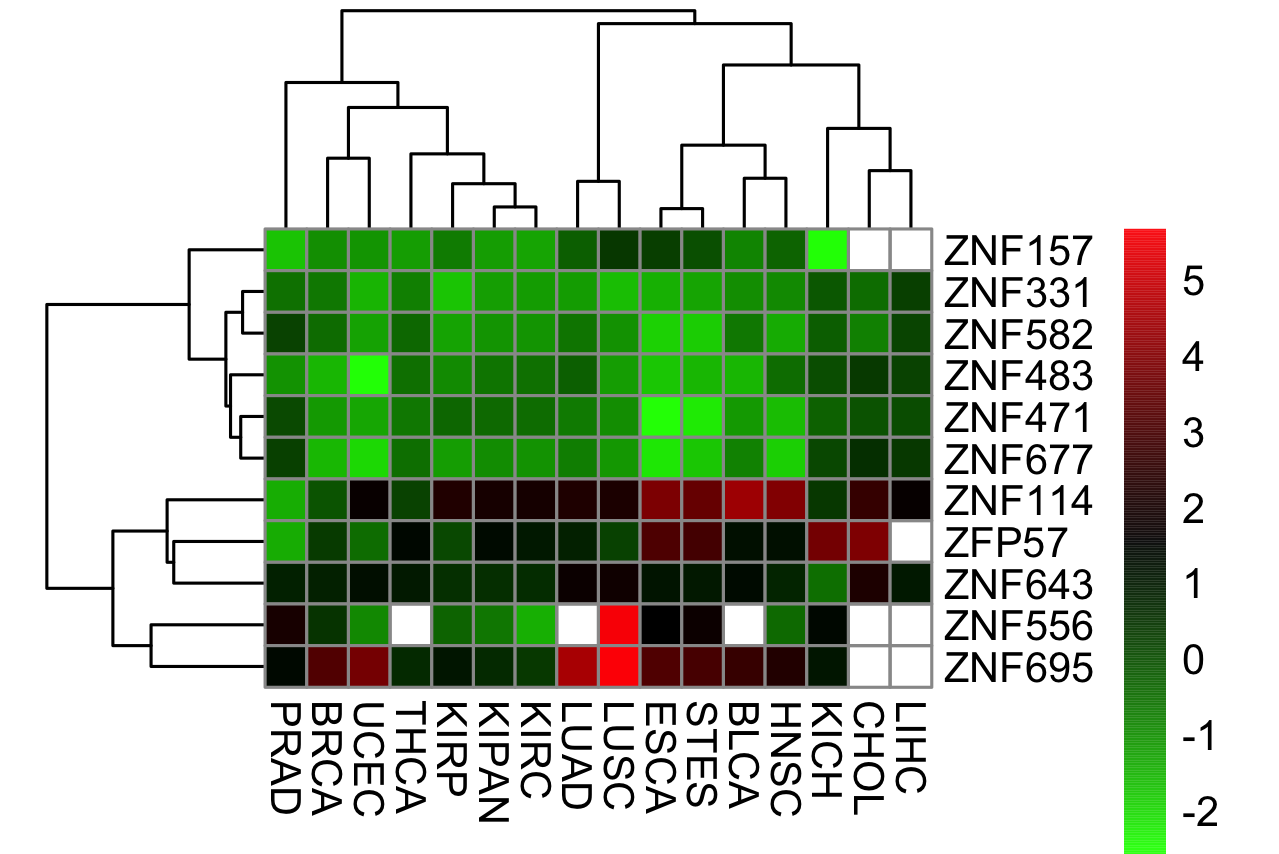 ZNF157
ZNF331
ZNF582
ZNF483
ZNF471
ZNF677
ZNF114
ZFP57
ZNF643
ZNF556
ZNF695
PRAD
BRCA
UCEC
THCA
KIRP
KIPAN
KIRC
LUAD
LUSC
ESCA
STES
BLCA
HNSC
KICH
CHOL
LIHC
5
4
3
2
1
0
-1
-2